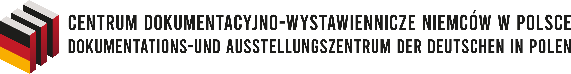 CENTRUM DOKUMENTACYJNO-WYSTAWIENNICZE NIEMCÓW W POLSCE
DOKUMENTATIONS-UND AUSSTELLUNGSZENTRUM DER DEUTSCHEN IN POLEN